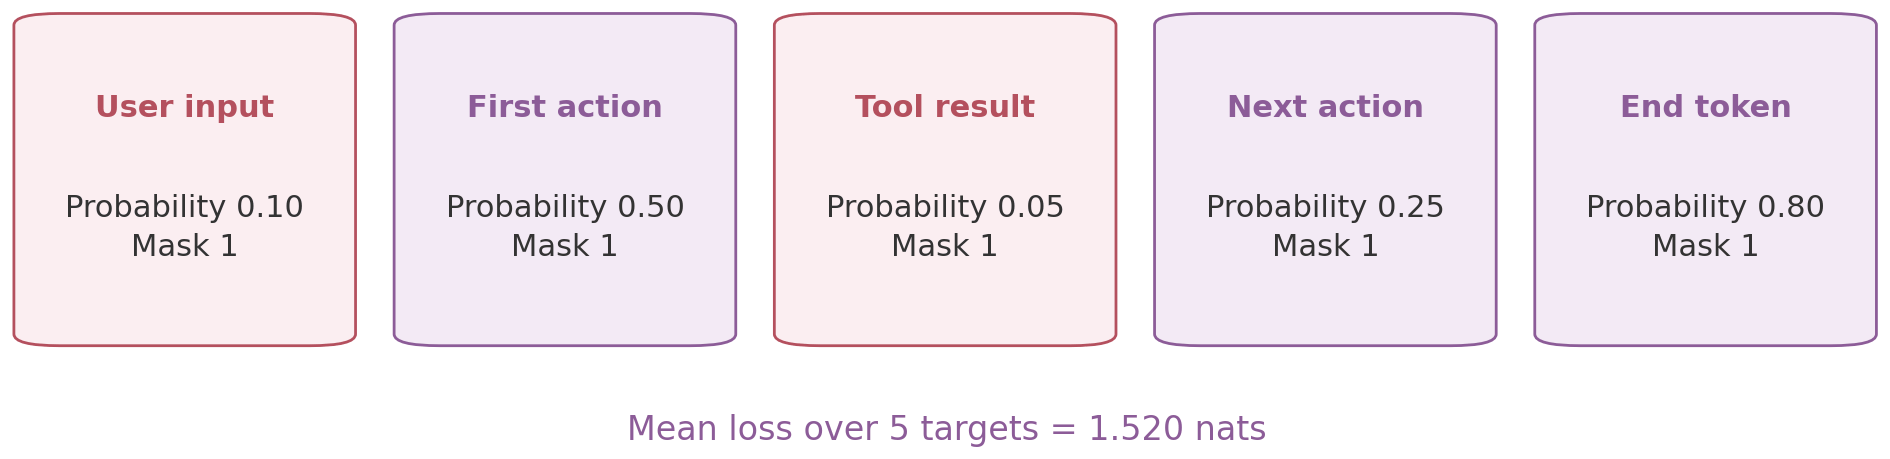 User input
Probability 0.10
Mask 1
First action
Probability 0.50
Mask 1
Tool result
Probability 0.05
Mask 1
Next action
Probability 0.25
Mask 1
End token
Probability 0.80
Mask 1
Mean loss over 5 targets = 1.520 nats